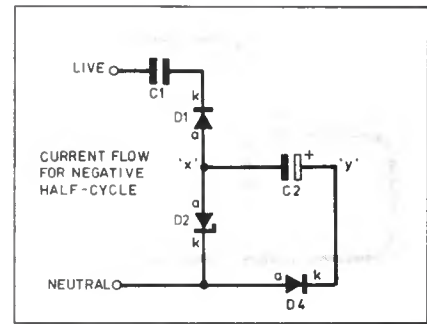 LIVE
C1
k
D1
a
CURRENT FLOW
FOR NEGATIVE
HALF-CYCLE
'x'
+
'y'
C2
a
D2
k
NEUTRAL
a
k
D4